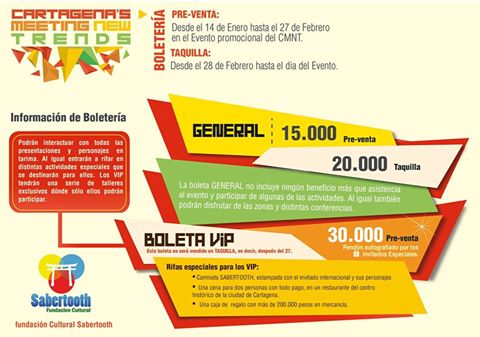 CARTAGENA'S
MEETING NEW
TRENDS
BOLETERÍA
PRE-VENTA:
Desde el 14 de Enero hasta el 27 de Febrero
en el Evento promocional del CMNT.
TAQUILLA:
Desde el 28 de Febrero hasta el día del Evento.
Información de Boletería
Podrán interactuar con todas las
presentaciones y personajes en
tarima. Al igual entrarán a rifar en
distintas actividades especiales que
se destinarán para ellos. Los VIP
tendrán una serie de talleres
exclusivos dónde sólo ellos podrán
participar.
GENERAL
15.000 Pre-venta
20.000 Taquilla
La boleta GENERAL no incluye ningún beneficio más que asistencia
al evento y participar de algunas de las actividades. Al igual también
podrán disfrutar de las zonas y distintas conferencias.
BOLETA ViP
Esta boleta no será vendida en TAQUILLA, es decir, después del 27.
30.000 Pre-venta
Pendón autografiado por los
Invitados Especiales.
Rifas especiales para los VIP:
• Camiseta SABERTOOTH, estampada con el invitado internacional y sus personajes
• Una cena para dos personas con todo pago, en un restaurante del centro
histórico de la ciudad de Cartagena.
• Una caja de regalo con más de 200.000 pesos en mercancía.
Sabertooth
Fundación Cultural
fundación Cultural Sabertooth